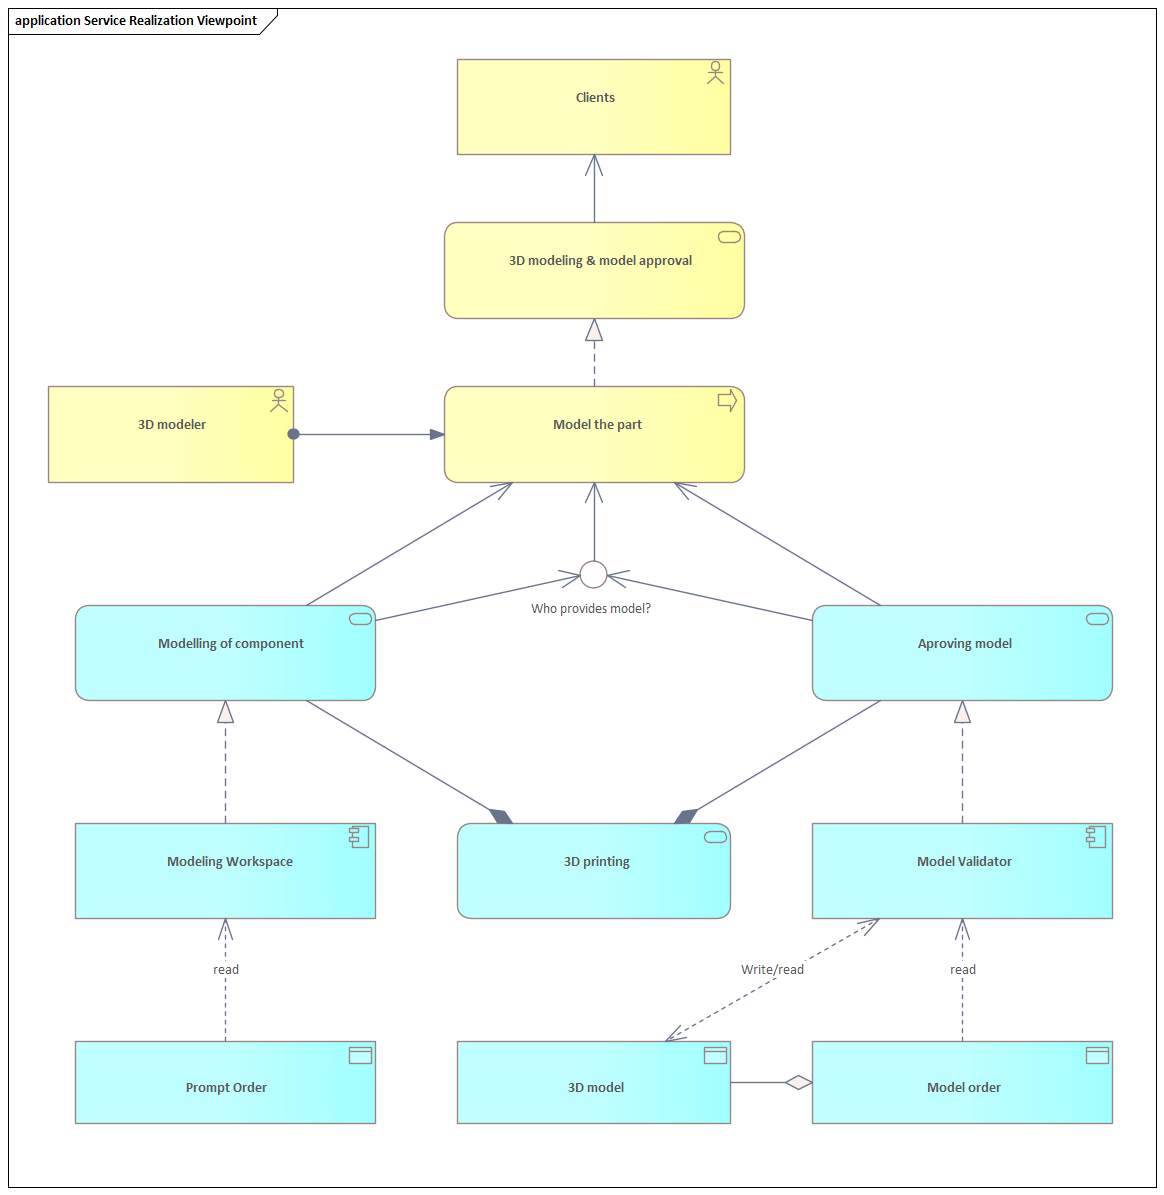 application Service Realization Viewpoint
Clients
3D modeling & model approval
3D modeler
Model the part
Who provides model?
Modelling of component
Aproving model
Modeling Workspace
3D printing
Model Validator
read
Write/read
read
Prompt Order
3D model
Model order